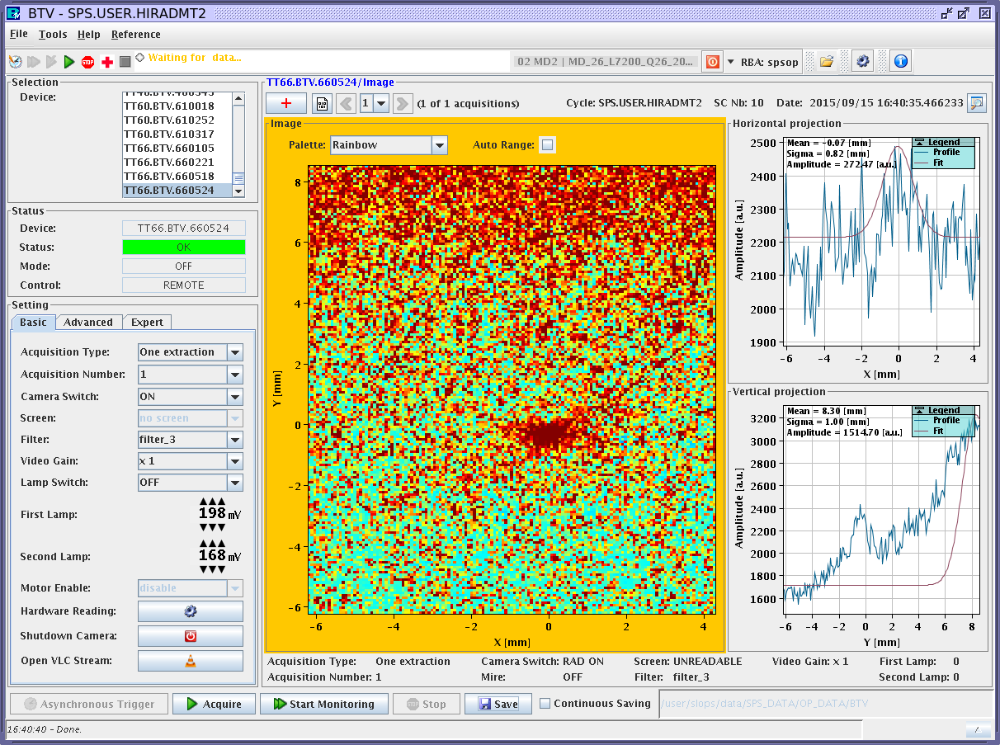 BTV - SPS.USER.HIRADMT2
File Tools Help Reference
Waiting for data...
02 MD2 | MD_26_L7200_Q26_20...
RBA: spsop
Selection
Device:
TT60.BTV.610018
TT60.BTV.610252
TT60.BTV.610317
TT66.BTV.660105
TT66.BTV.660221
TT66.BTV.660518
TT66.BTV.660524
Status
Device: TT66.BTV.660524
Status: OK
Mode: OFF
Control: REMOTE
Setting
Basic Advanced Expert
Acquisition Type: One extraction
Acquisition Number: 1
Camera Switch: ON
Screen: no screen
Filter: filter_3
Video Gain: x 1
Lamp Switch: OFF
First Lamp: 198 mV
Second Lamp: 168 mV
Motor Enable: disable
Hardware Reading:
Shutdown Camera:
Open VLC Stream:
TT66.BTV.660524/Image
1 (1 of 1 acquisitions) Cycle: SPS.USER.HIRADMT2 SC Nb: 10 Date: 2015/09/15 16:40:35.466233
Image
Palette: Rainbow Auto Range:
8
6
4
2
0
-2
-4
-6
Y [mm]
-4 -2 0 2 4
X [mm]
Horizontal projection
Mean = -0.07 [mm]
Sigma = 0.82 [mm]
Amplitude = 272.47 [a.u.]
Legend
Profile
Fit
2500
2400
2300
2200
2100
2000
1900
Amplitude [a.u.]
-6 -4 -2 0 2 4
X [mm]
Vertical projection
Mean = 8.30 [mm]
Sigma = 1.00 [mm]
Amplitude = 1514.70 [a.u.]
Legend
Profile
Fit
3200
3000
2800
2600
2400
2200
2000
1800
1600
Amplitude [a.u.]
-6 -4 -2 0 2 4 6 8
Y [mm]
Acquisition Type: One extraction Camera Switch: RAD ON Screen: UNREADABLE Video Gain: x 1 First Lamp: 0
Acquisition Number: 1 Mire: OFF Filter: filter_3 Second Lamp: 0
Asynchronous Trigger Acquire Start Monitoring Stop Save Continuous Saving /user/slops/data/SPS_DATA/OP_DATA/BTV
16:40:40 - Done.